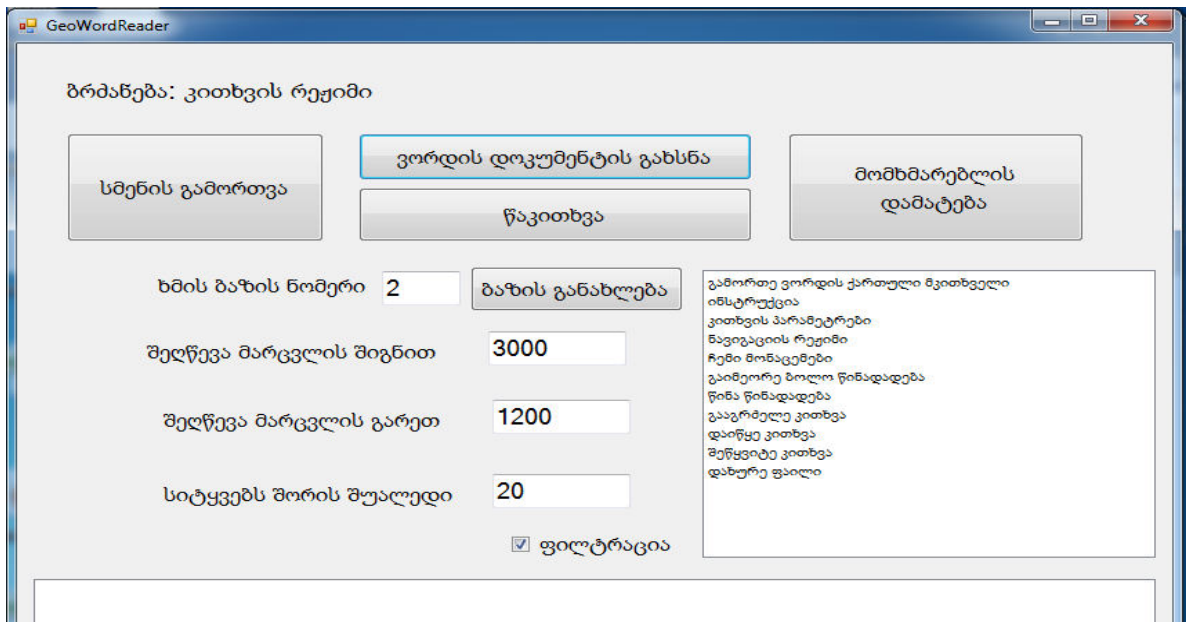 GeoWordReader
ბრძანება: კითხვის რეჟიმი
სმენის გამორთვა
ვორდის დოკუმენტის გახსნა
წაკითხვა
მომხმარებლის
დამატება
ხმის ბაზის ნომერი 2 ბაზის განახლება
შეღწევა მარცვლის შიგნით 3000
შეღწევა მარცვლის გარეთ 1200
სიტყვებს შორის შუალედი 20
ფილტრაცია
გამორთე ვორდის ქართული მკითხველი
ინსტრუქცია
კითხვის პარამეტრები
ნავიგაციის რეჟიმი
ჩემი მონაცემები
გაიმეორე ბოლო წინადადება
წინა წინადადება
გააგრძელე კითხვა
დაიწყე კითხვა
შეწყვიტე კითხვა
დახურე ფაილი